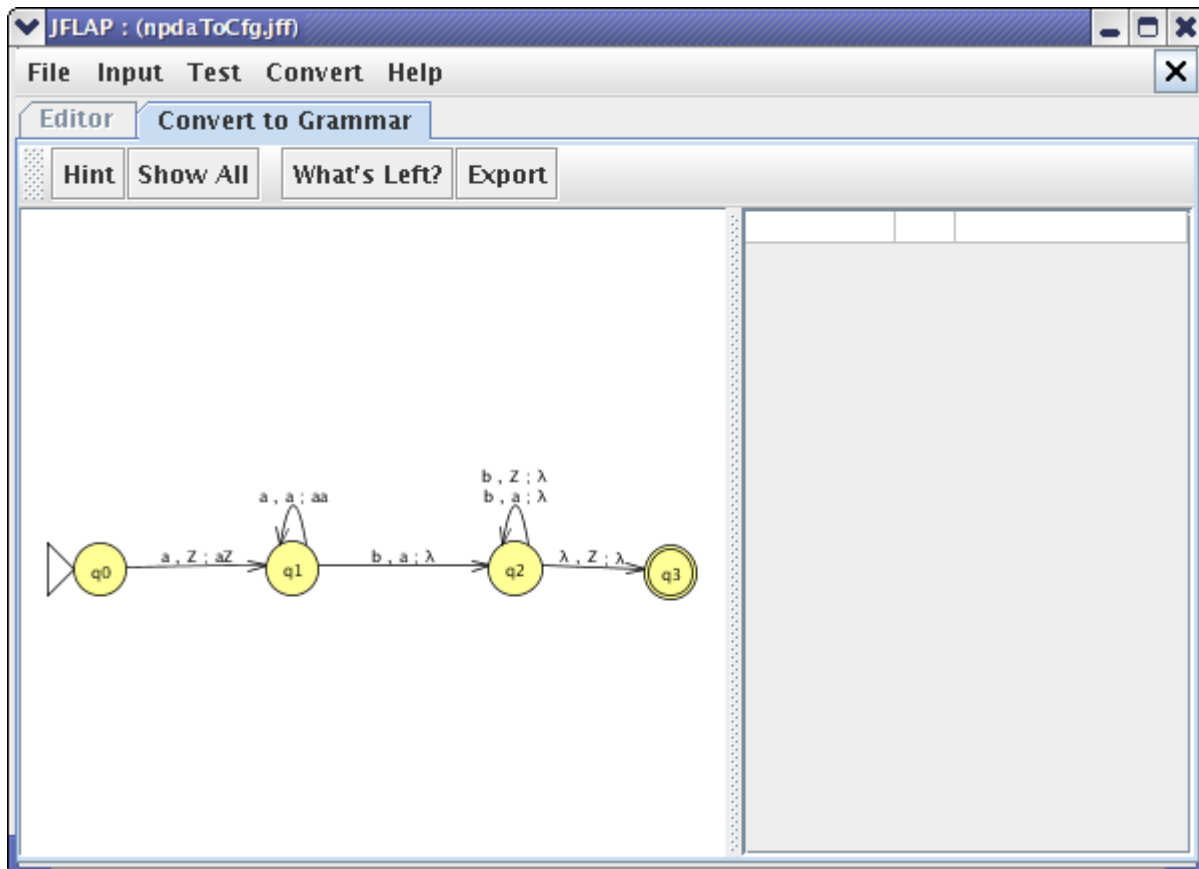 JFLAP : (npdaToCfg.jff)
File Input Test Convert Help
Editor Convert to Grammar
Hint Show All What's Left? Export
b , Z ; λ
a , a ; aa b , a ; λ
a , Z ; aZ b , a ; λ λ , Z ; λ
q0 q1 q2 q3